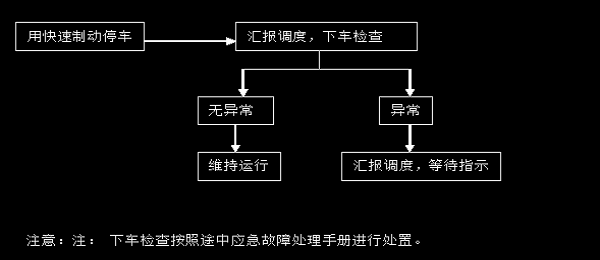 用快速制动停车
汇报调度，下车检查
无异常
异常
维持运行
汇报调度，等待指示
注意：注： 下车检查按照途中应急故障处理手册进行处置。